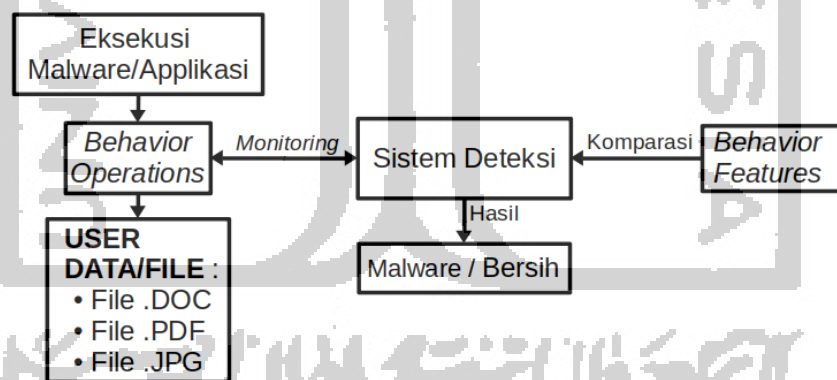 Eksekusi
Malware/Applikasi
Behavior
Operations
Monitoring
Sistem Deteksi
Komparasi
Behavior
Features
Hasil
Malware / Bersih
USER
DATA/FILE :
• File .DOC
• File .PDF
• File .JPG